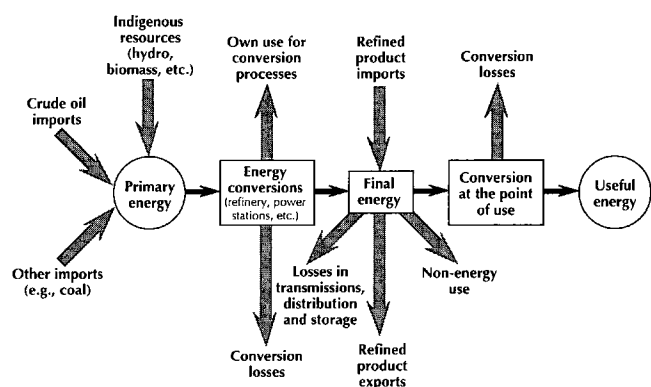 Indigenous
resources
(hydro,
biomass, etc.)
Own use for
conversion
processes
Refined
product
imports
Conversion
losses
Crude oil
imports
Primary
energy
Energy
conversions
(refinery, power
stations, etc.)
Final
energy
Conversion
at the point
of use
Useful
energy
Other imports
(e.g., coal)
Losses in
transmissions,
distribution
and storage
Non-energy
use
Conversion
losses
Refined
product
exports